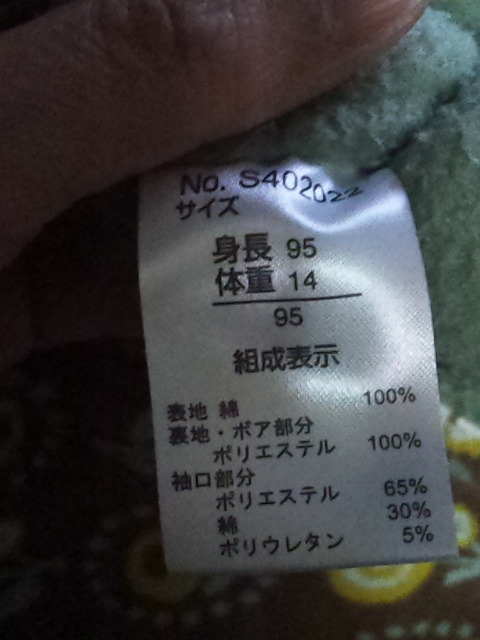 No. S402022
サイズ
身長 95
体重 14
95
組成表示
表地 綿 100%
裏地・ボア部分
ポリエステル 100%
袖口部分
ポリエステル 65%
綿 30%
ポリウレタン 5%